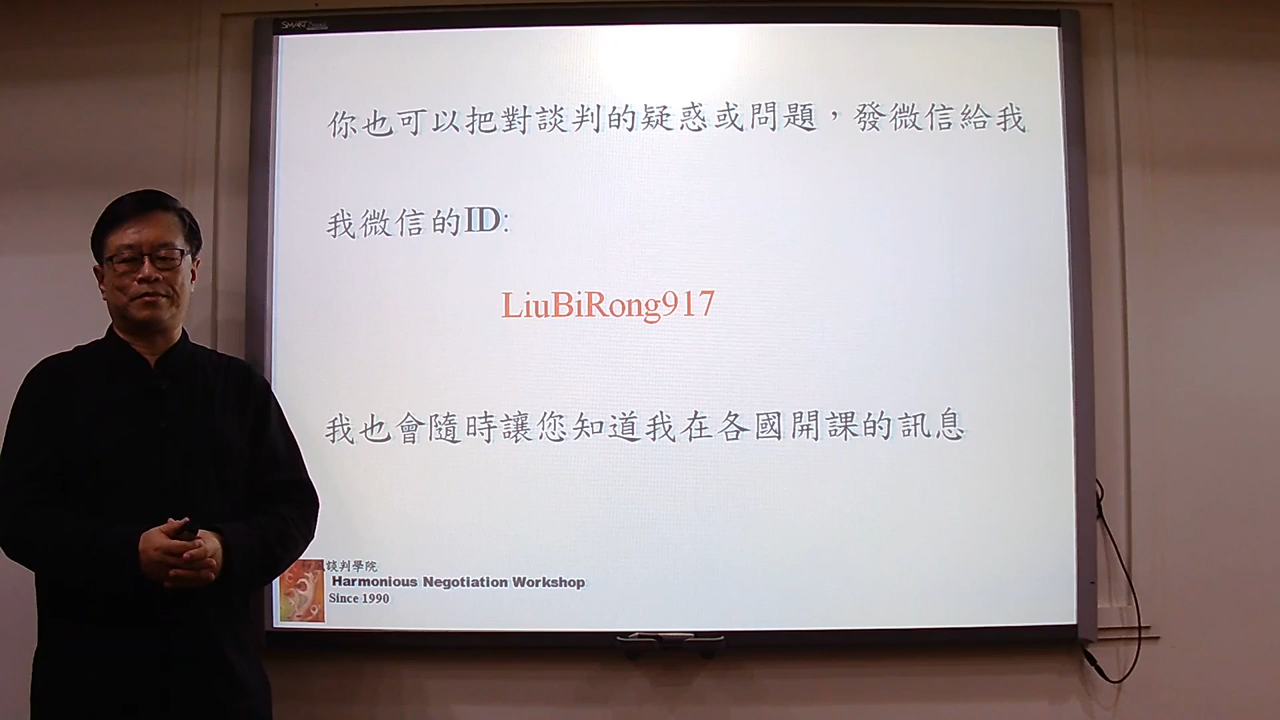 SMART
你也可以把對談判的疑惑或問題，發微信給我
我微信的ID:
LiuBiRong917
我也會隨時讓您知道我在各國開課的訊息
談判學院
Harmonious Negotiation Workshop
Since 1990